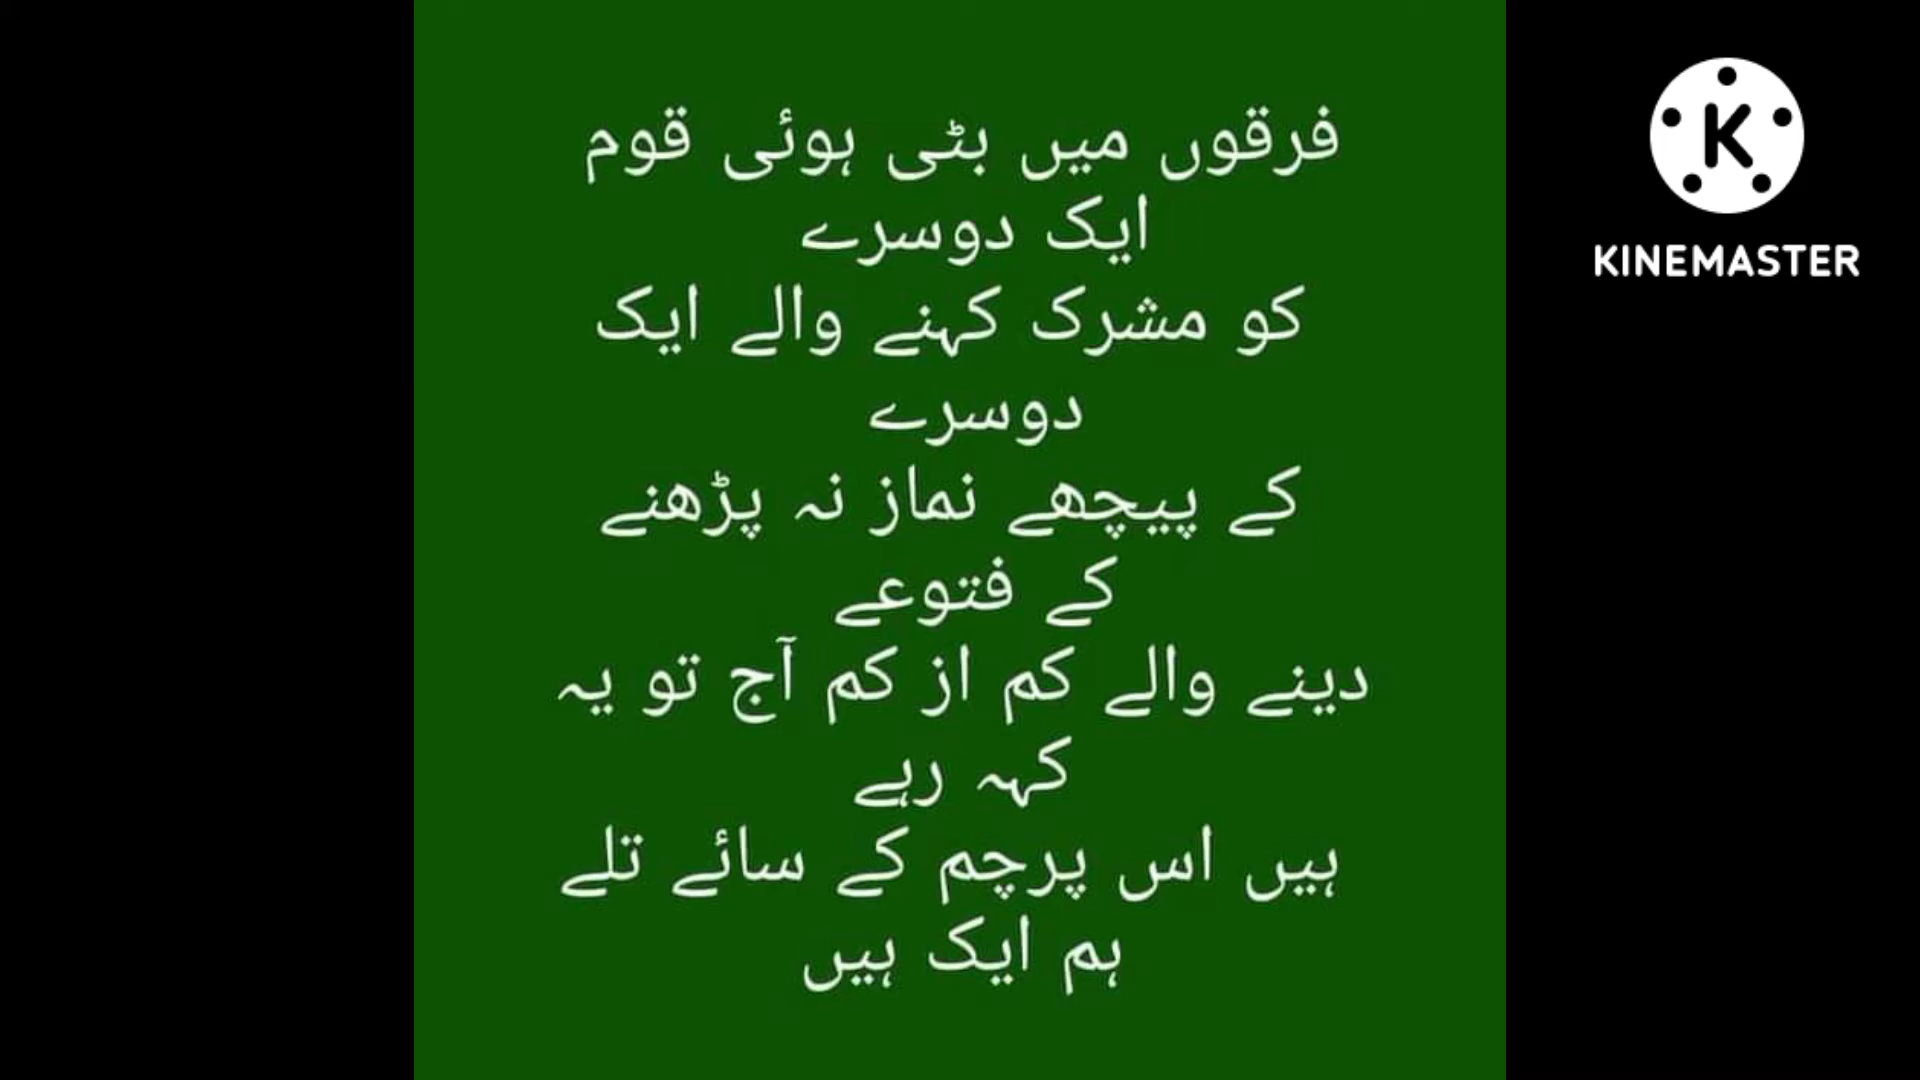 فرقوں میں بٹی ہوئی قوم
ایک دوسرے
کو مشرک کہنے والے ایک
دوسرے
کے پیچھے نماز نہ پڑھنے
کے فتوعے
دینے والے کم از کم آج تو یہ
کہہ رہے
ہیں اس پرچم کے سائے تلے
ہم ایک ہیں
K
KINEMASTER